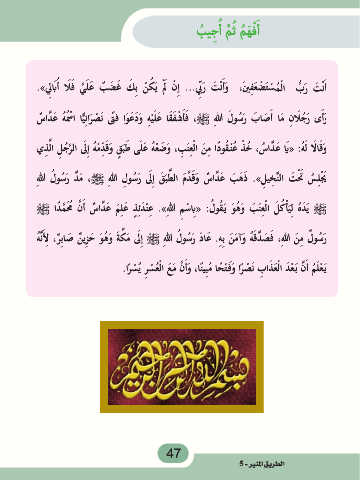 أَفْهَمُ ثُمَّ أُجِيبُ
أَنْتَ رَبُّ الْمُسْتَضْعَفِينَ، وَأَنْتَ رَبِّي... إِنْ لَمْ يَكُنْ بِكَ غَضَبٌ عَلَيَّ فَلَا أُبَالِي».
رَأَى رَجُلَانِ مَا أَصَابَ رَسُولَ اللهِ ﷺ، فَأَشْفَقَا عَلَيْهِ وَدَعَوَا فَتًى نَصْرَانِيًّا اسْمُهُ عَدَّاسٌ
وَقَالَا لَهُ: «يَا عَدَّاسُ، خُذْ عُنْقُودًا مِنَ الْعِنَبِ، وَضَعْهُ عَلَى طَبَقٍ وَقَدِّمْهُ إِلَى الرَّجُلِ الَّذِي
يَجْلِسُ تَحْتَ النَّخِيلِ». ذَهَبَ عَدَّاسٌ وَقَدَّمَ الطَّبَقَ إِلَى رَسُولِ اللهِ ﷺ، مَدَّ رَسُولُ اللهِ
ﷺ يَدَهُ لِيَأْكُلَ الْعِنَبَ وَهُوَ يَقُولُ: «بِاسْمِ اللهِ». عِنْدَئِذٍ عَلِمَ عَدَّاسٌ أَنَّ مُحَمَّدًا ﷺ
رَسُولٌ مِنَ اللهِ، فَصَدَّقَهُ وَآمَنَ بِهِ. عَادَ رَسُولُ اللهِ ﷺ إِلَى مَكَّةَ وَهُوَ حَزِينٌ صَابِرٌ، لِأَنَّهُ
يَعْلَمُ أَنَّ بَعْدَ الْعَذَابِ نَصْرًا وَفَتْحًا مُبِينًا، وَأَنَّ مَعَ الْعُسْرِ يُسْرًا.
بسم الله الرحمن الرحيم
47
الطريق المنير - 5